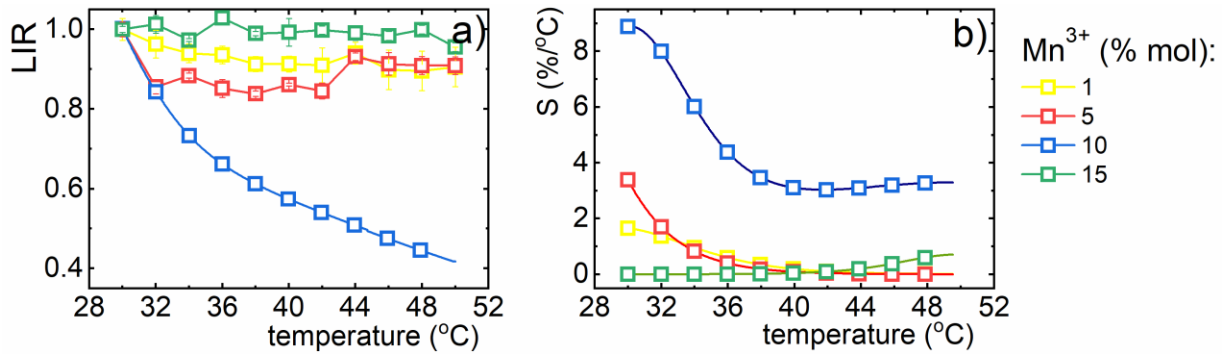 a)
LIR
1.0
0.8
0.6
0.4
28 32 36 40 44 48 52
temperature (°C)
b)
S (%/°C)
8
6
4
2
0
28 32 36 40 44 48 52
temperature (°C)
Mn³⁺ (% mol):
1
5
10
15